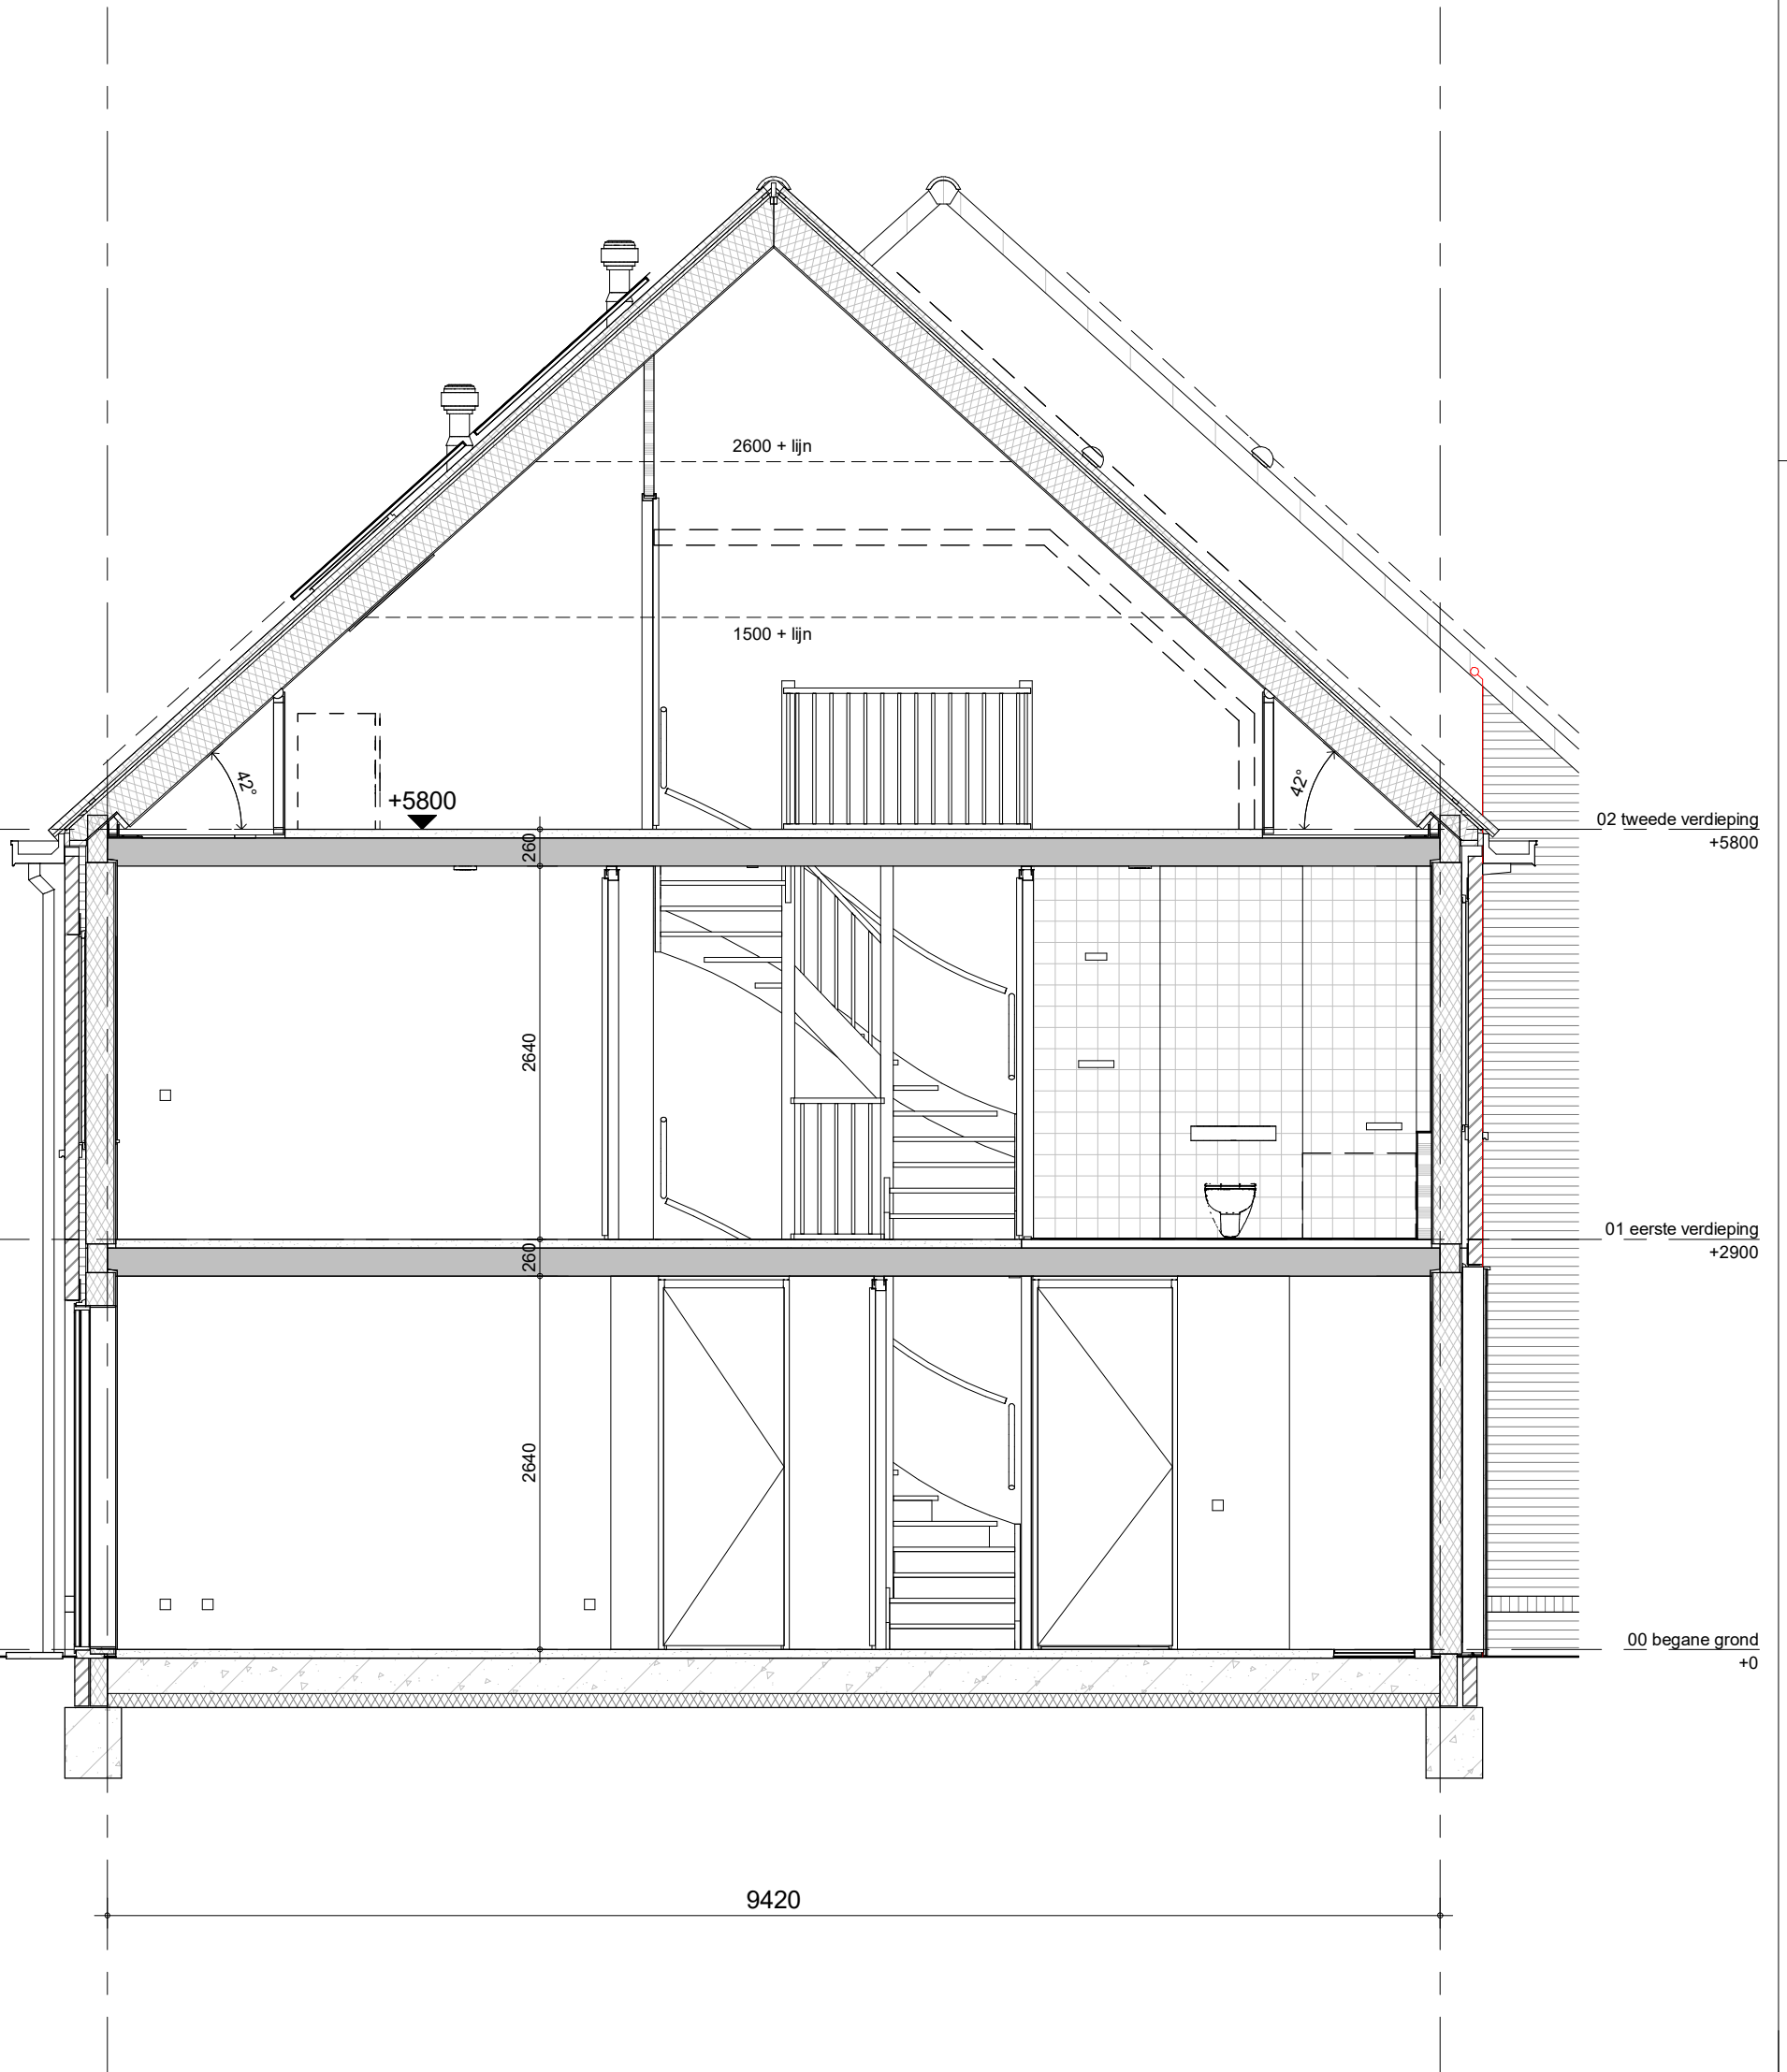 2600 + lijn
1500 + lijn
42°
42°
+5800
02 tweede verdieping
+5800
260
2640
01 eerste verdieping
+2900
260
2640
00 begane grond
+0
9420